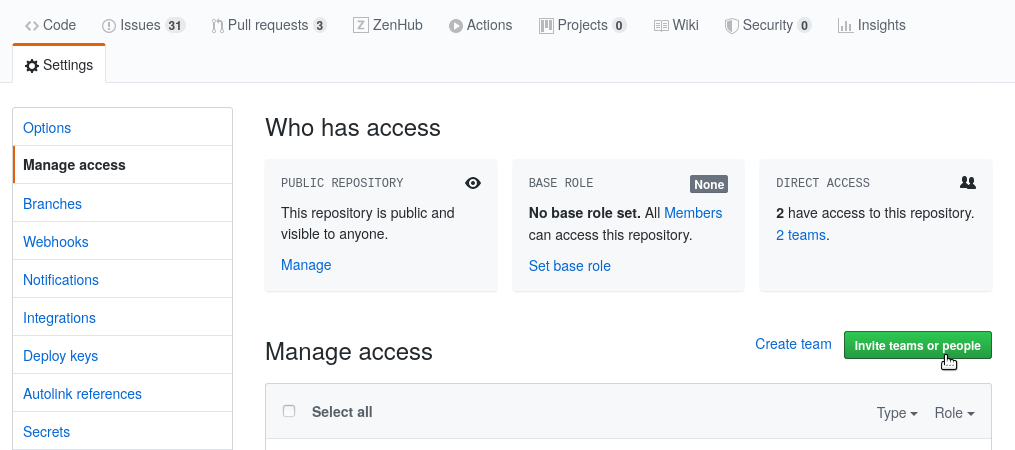 Code Issues 31 Pull requests 3 ZenHub Actions Projects 0 Wiki Security 0 Insights
Settings
Options
Manage access
Branches
Webhooks
Notifications
Integrations
Deploy keys
Autolink references
Secrets
Who has access
PUBLIC REPOSITORY
This repository is public and
visible to anyone.
Manage
BASE ROLE None
No base role set. All Members
can access this repository.
Set base role
DIRECT ACCESS
2 have access to this repository.
2 teams.
Manage access Create team Invite teams or people
Select all Type Role